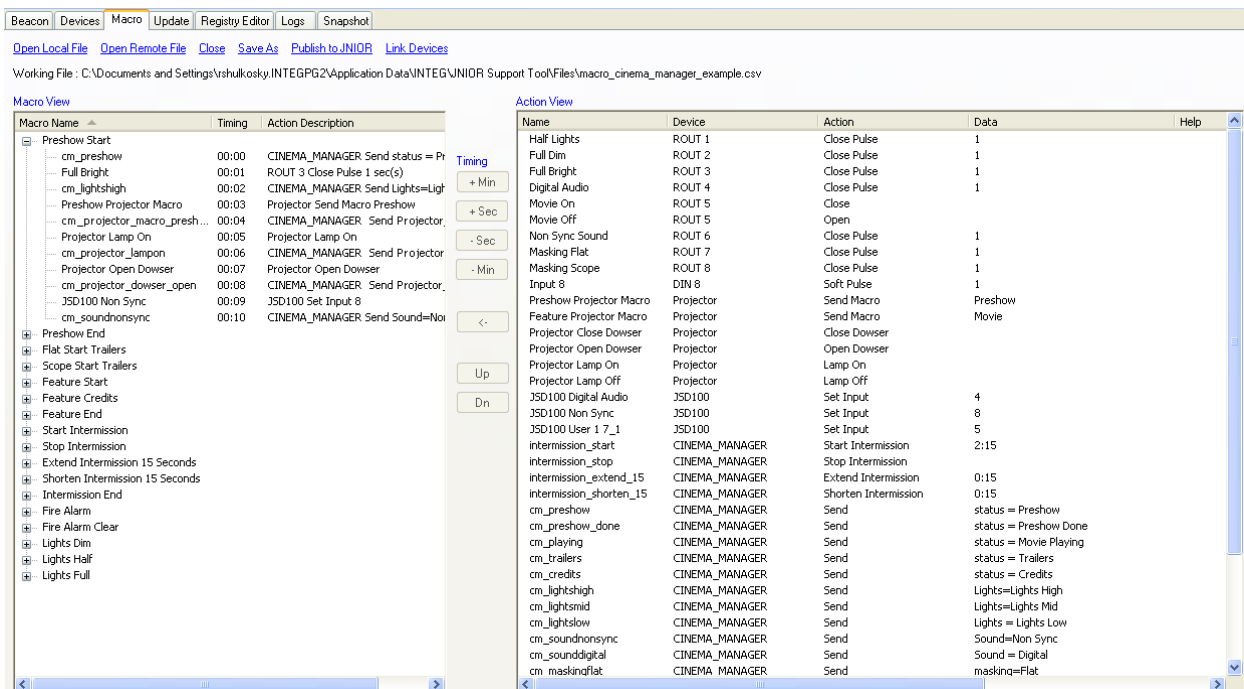 Beacon Devices Macro Update Registry Editor Logs Snapshot
Open Local File Open Remote File Close Save As Publish to JNIOR Link Devices
Working File : C:\Documents and Settings\rshulkosky.INTEGPG2\Application Data\INTEG\JNIOR Support Tool\Files\macro_cinema_manager_example.csv
Macro View
Macro Name Timing Action Description
Preshow Start
cm_preshow 00:00 CINEMA_MANAGER Send status = Pr
Full Bright 00:01 ROUT 3 Close Pulse 1 sec(s)
cm_lightshigh 00:02 CINEMA_MANAGER Send Lights=Ligh
Preshow Projector Macro 00:03 Projector Send Macro Preshow
cm_projector_macro_presh... 00:04 CINEMA_MANAGER Send Projector_
Projector Lamp On 00:05 Projector Lamp On
cm_projector_lampon 00:06 CINEMA_MANAGER Send Projector
Projector Open Dowser 00:07 Projector Open Dowser
cm_projector_dowser_open 00:08 CINEMA_MANAGER Send Projector_
JSD100 Non Sync 00:09 JSD100 Set Input 8
cm_soundnonsync 00:10 CINEMA_MANAGER Send Sound=Noi
Preshow End
Flat Start Trailers
Scope Start Trailers
Feature Start
Feature Credits
Feature End
Start Intermission
Stop Intermission
Extend Intermission 15 Seconds
Shorten Intermission 15 Seconds
Intermission End
Fire Alarm
Fire Alarm Clear
Lights Dim
Lights Half
Lights Full
Timing
+ Min
+ Sec
- Sec
- Min
<-
Up
Dn
Action View
Name Device Action Data Help
Half Lights ROUT 1 Close Pulse 1
Full Dim ROUT 2 Close Pulse 1
Full Bright ROUT 3 Close Pulse 1
Digital Audio ROUT 4 Close Pulse 1
Movie On ROUT 5 Close
Movie Off ROUT 5 Open
Non Sync Sound ROUT 6 Close Pulse 1
Masking Flat ROUT 7 Close Pulse 1
Masking Scope ROUT 8 Close Pulse 1
Input 8 DIN 8 Soft Pulse 1
Preshow Projector Macro Projector Send Macro Preshow
Feature Projector Macro Projector Send Macro Movie
Projector Close Dowser Projector Close Dowser
Projector Open Dowser Projector Open Dowser
Projector Lamp On Projector Lamp On
Projector Lamp Off Projector Lamp Off
JSD100 Digital Audio JSD100 Set Input 4
JSD100 Non Sync JSD100 Set Input 8
JSD100 User 1 7_1 JSD100 Set Input 5
intermission_start CINEMA_MANAGER Start Intermission 2:15
intermission_stop CINEMA_MANAGER Stop Intermission
intermission_extend_15 CINEMA_MANAGER Extend Intermission 0:15
intermission_shorten_15 CINEMA_MANAGER Shorten Intermission 0:15
cm_preshow CINEMA_MANAGER Send status = Preshow
cm_preshow_done CINEMA_MANAGER Send status = Preshow Done
cm_playing CINEMA_MANAGER Send status = Movie Playing
cm_trailers CINEMA_MANAGER Send status = Trailers
cm_credits CINEMA_MANAGER Send status = Credits
cm_lightshigh CINEMA_MANAGER Send Lights=Lights High
cm_lightsmid CINEMA_MANAGER Send Lights=Lights Mid
cm_lightslow CINEMA_MANAGER Send Lights = Lights Low
cm_soundnonsync CINEMA_MANAGER Send Sound=Non Sync
cm_sounddigital CINEMA_MANAGER Send Sound = Digital
cm_maskingflat CINEMA_MANAGER Send masking=Flat